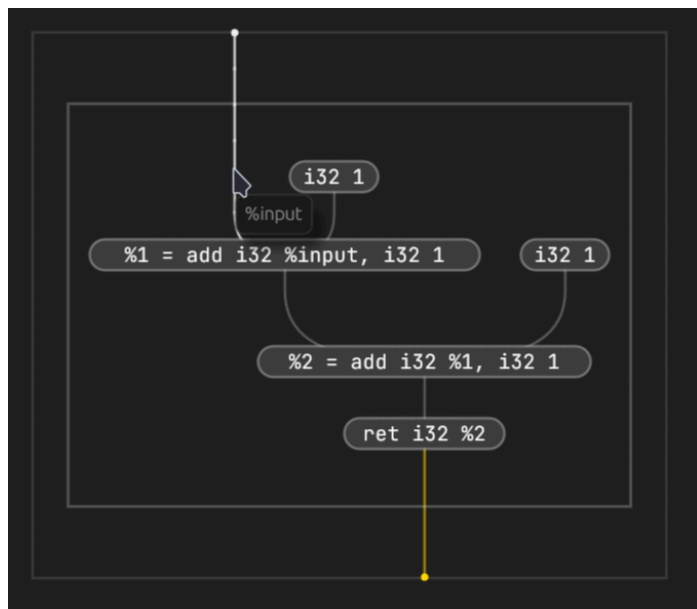 i32 1
%input
%1 = add i32 %input, i32 1
i32 1
%2 = add i32 %1, i32 1
ret i32 %2